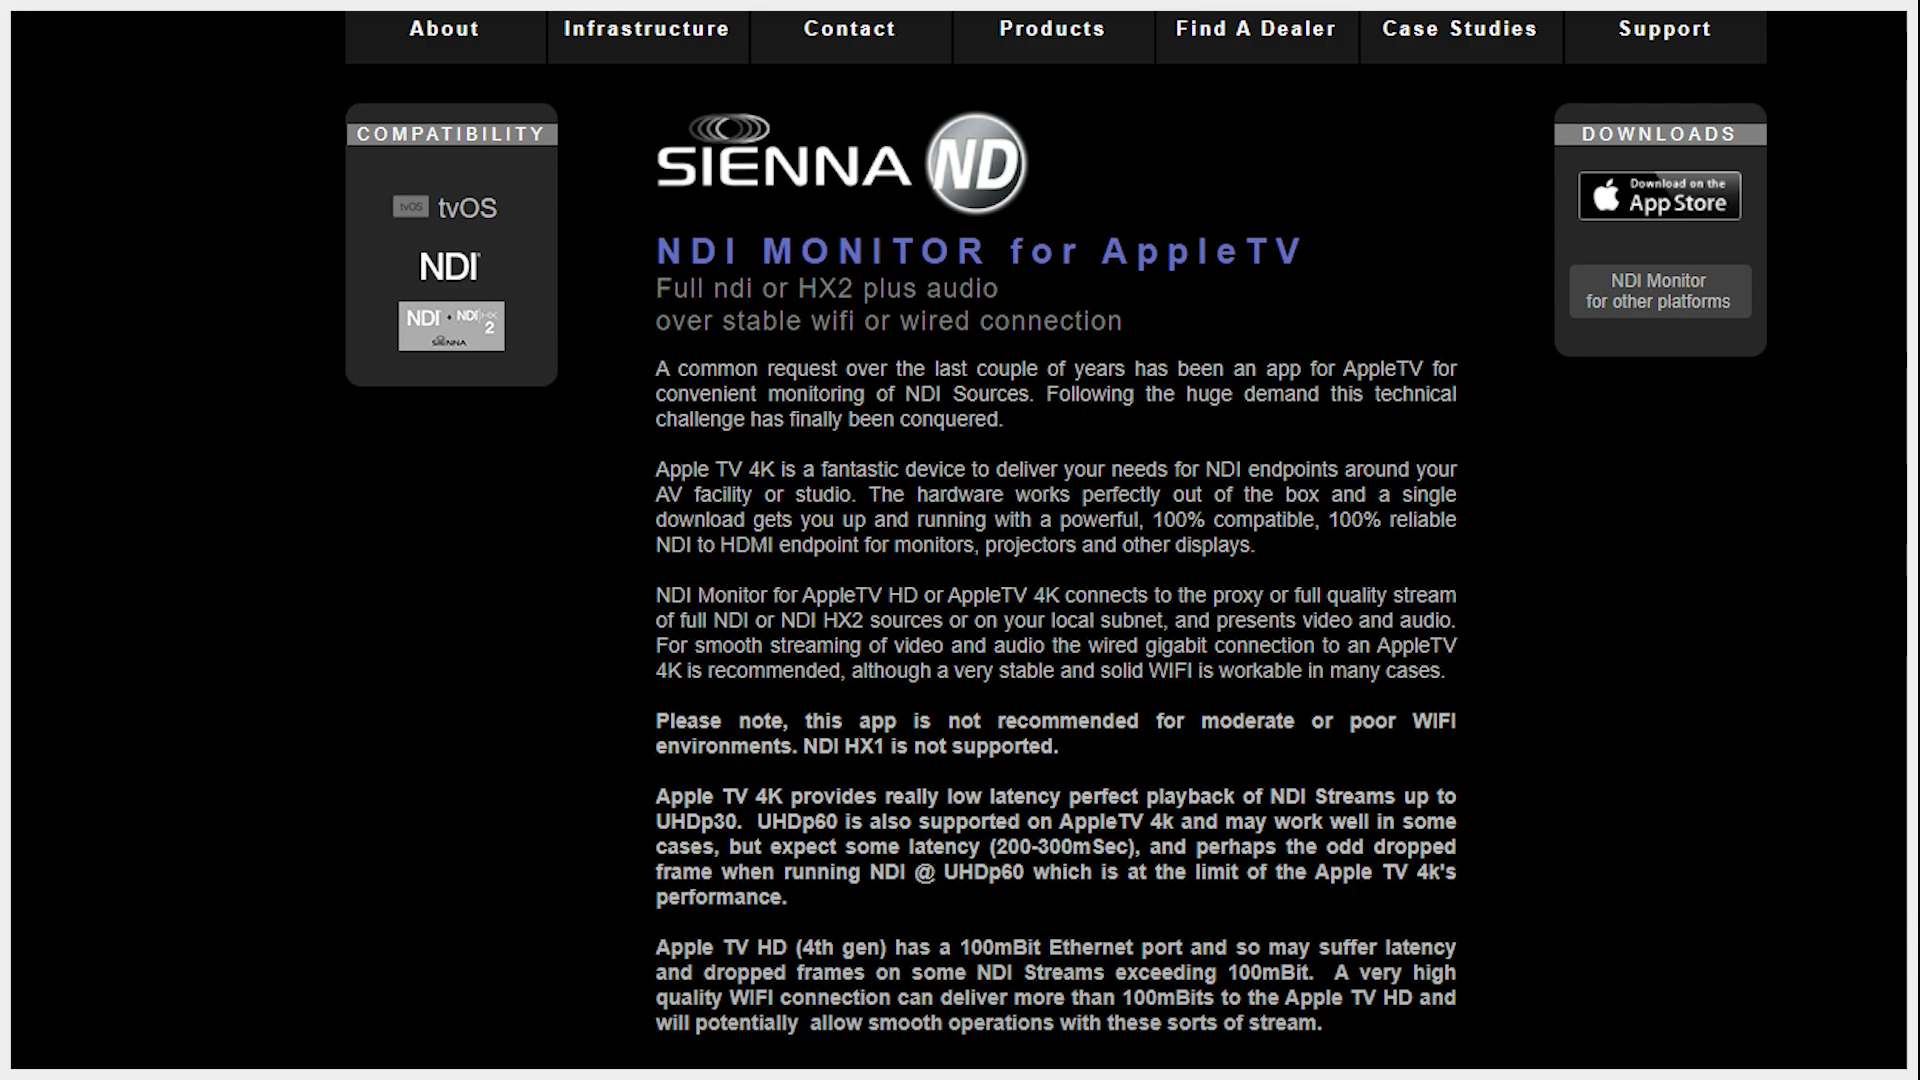 About
Infrastructure
Contact
Products
Find A Dealer
Case Studies
Support
COMPATIBILITY
tvOS tvOS
NDI
NDI + NDI HX 2
SIENNA
SIENNA ND
NDI MONITOR for AppleTV
Full ndi or HX2 plus audio
over stable wifi or wired connection
A common request over the last couple of years has been an app for AppleTV for
convenient monitoring of NDI Sources. Following the huge demand this technical
challenge has finally been conquered.
Apple TV 4K is a fantastic device to deliver your needs for NDI endpoints around your
AV facility or studio. The hardware works perfectly out of the box and a single
download gets you up and running with a powerful, 100% compatible, 100% reliable
NDI to HDMI endpoint for monitors, projectors and other displays.
NDI Monitor for AppleTV HD or AppleTV 4K connects to the proxy or full quality stream
of full NDI or NDI HX2 sources or on your local subnet, and presents video and audio.
For smooth streaming of video and audio the wired gigabit connection to an AppleTV
4K is recommended, although a very stable and solid WIFI is workable in many cases.
Please note, this app is not recommended for moderate or poor WIFI
environments. NDI HX1 is not supported.
Apple TV 4K provides really low latency perfect playback of NDI Streams up to
UHDp30. UHDp60 is also supported on AppleTV 4k and may work well in some
cases, but expect some latency (200-300mSec), and perhaps the odd dropped
frame when running NDI @ UHDp60 which is at the limit of the Apple TV 4k's
performance.
Apple TV HD (4th gen) has a 100mBit Ethernet port and so may suffer latency
and dropped frames on some NDI Streams exceeding 100mBit. A very high
quality WIFI connection can deliver more than 100mBits to the Apple TV HD and
will potentially allow smooth operations with these sorts of stream.
DOWNLOADS
Download on the
App Store
NDI Monitor
for other platforms